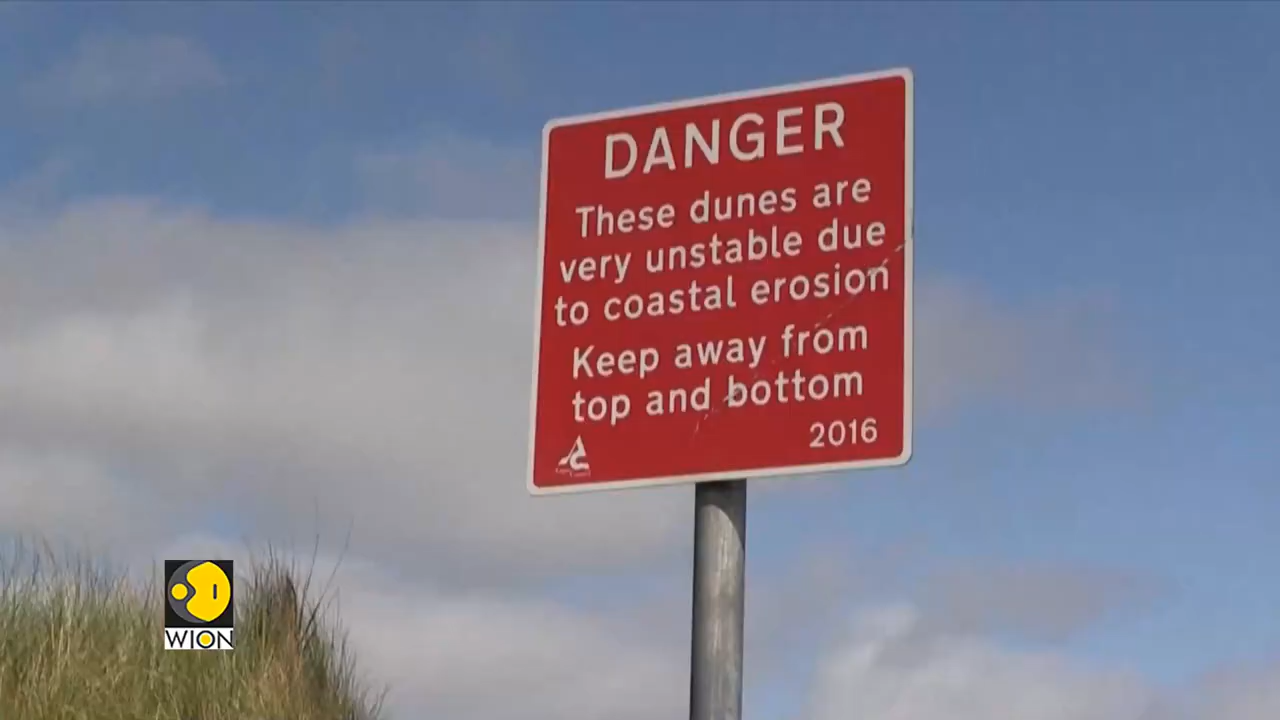 DANGER
These dunes are
very unstable due
to coastal erosion
Keep away from
top and bottom
2016
WION